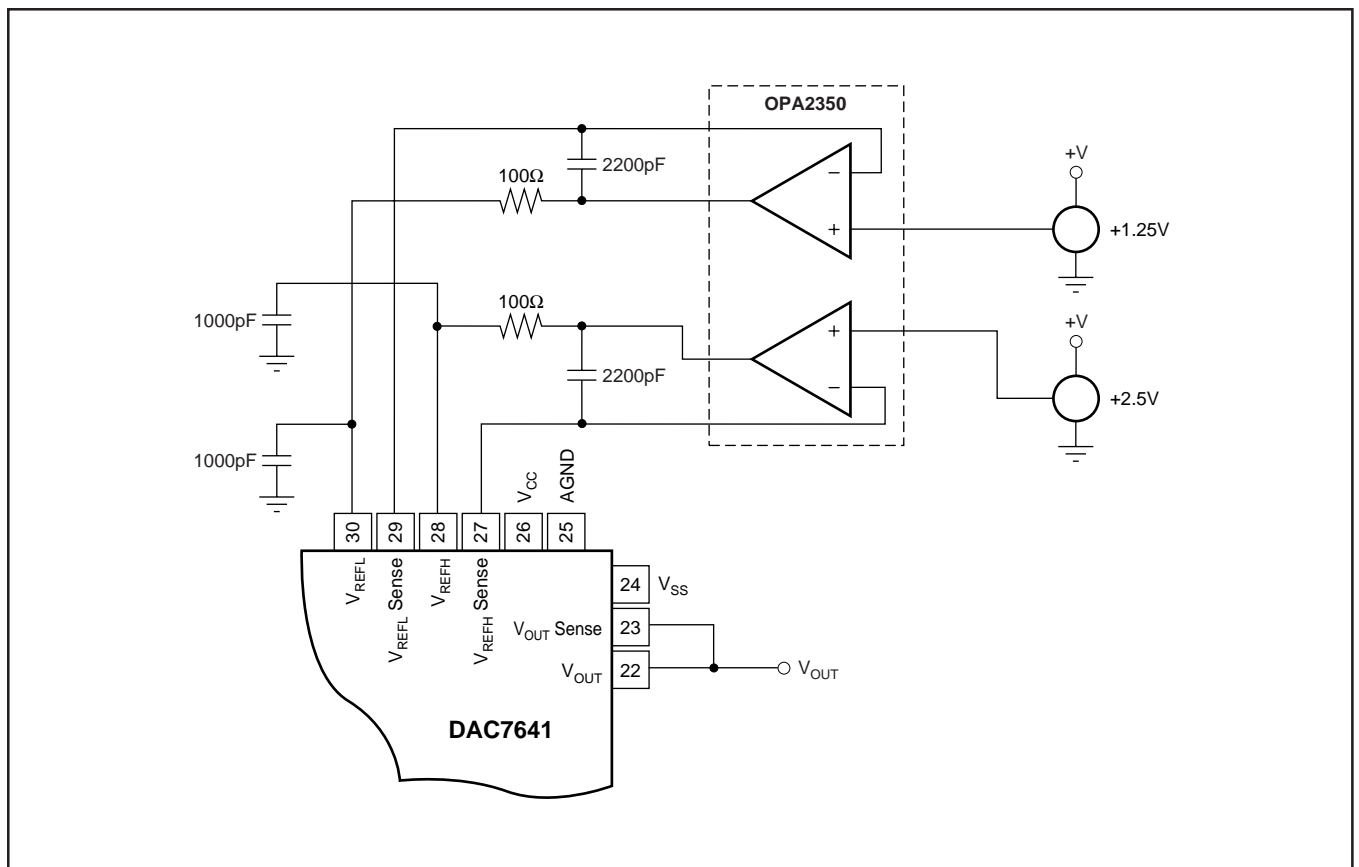 OPA2350
2200pF
100Ω
−
+
+V
+1.25V
100Ω
1000pF
+
−
+V
2200pF
+2.5V
1000pF
VCC
AGND
30
29
28
27
26
25
VREFL
VREFL Sense
VREFH
VREFH Sense
24
VSS
VOUT Sense
23
VOUT
22
VOUT
DAC7641